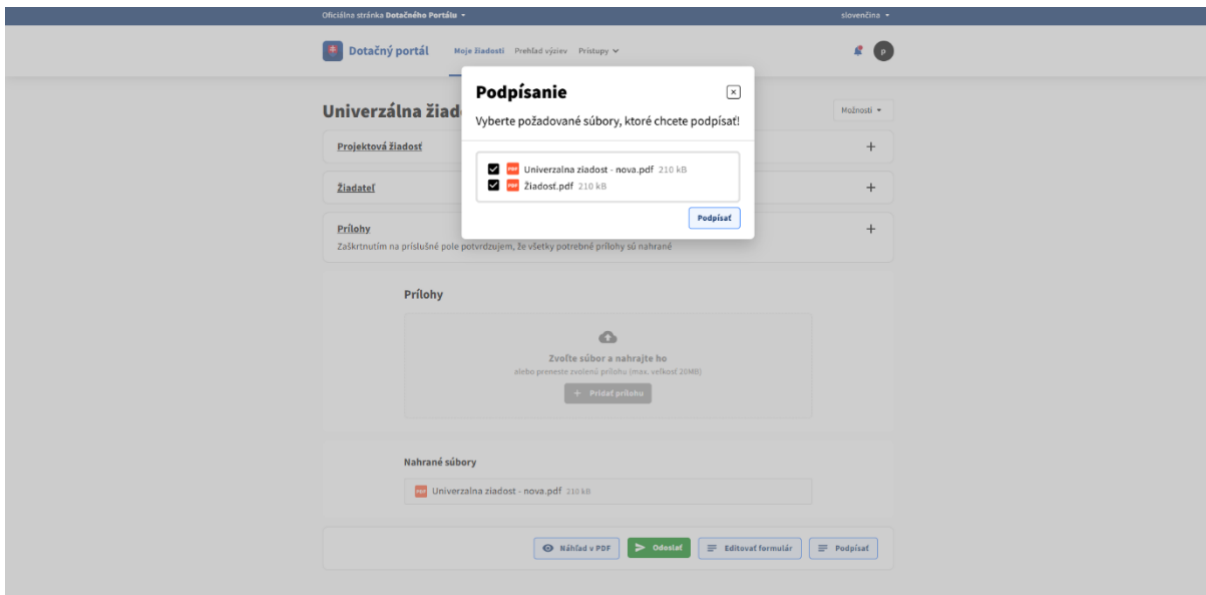 Oficiálna stránka Dotačného Portálu
slovenčina
Dotačný portál
Moje žiadosti Prehľad výziev Prístupy
P
Podpísanie
Vyberte požadované súbory, ktoré chcete podpísať!
Univerzálna žiad
Možnosti
Projektová žiadosť
PDF Univerzalna ziadost - nova.pdf 210 kB
PDF Žiadosť.pdf 210 kB
Žiadateľ
Podpísať
Prílohy
Zaškrtnutím na príslušné pole potvrdzujem, že všetky potrebné prílohy sú nahrané
Prílohy
Zvoľte súbor a nahrajte ho
alebo preneste zvolenú prílohu (max. veľkosť 20MB)
+ Pridať prílohu
Nahrané súbory
PDF Univerzalna ziadost - nova.pdf 210 kB
Náhľad v PDF Odoslať Editovať formulár Podpísať